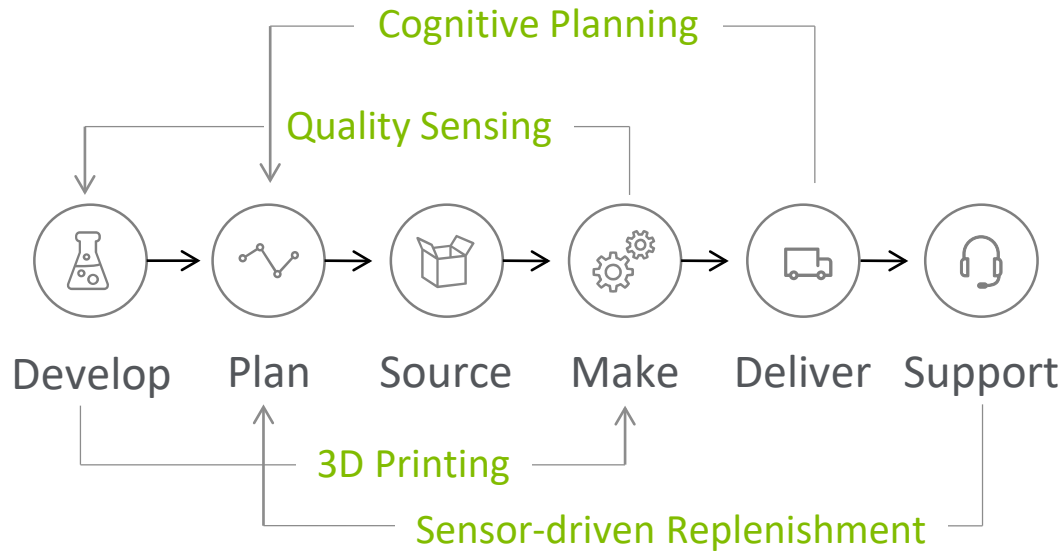 Cognitive Planning
Quality Sensing
Develop Plan Source Make Deliver Support
3D Printing
Sensor-driven Replenishment